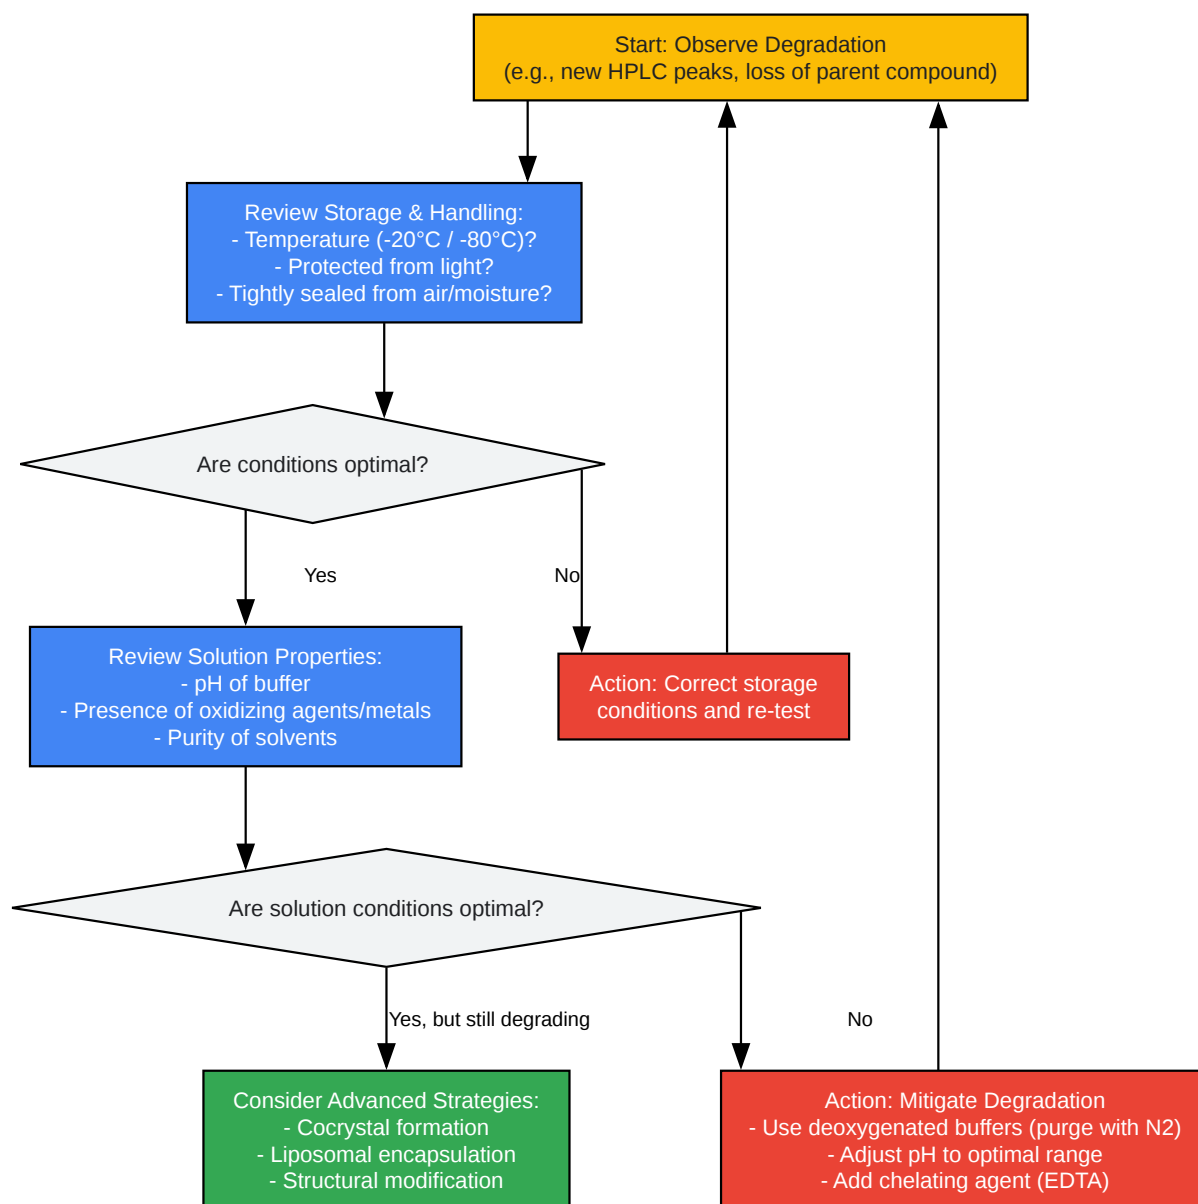 Start: Observe Degradation
(e.g., new HPLC peaks, loss of parent compound)
Review Storage & Handling:
- Temperature (-20°C / -80°C)?
- Protected from light?
- Tightly sealed from air/moisture?
Are conditions optimal?
Yes
No
Review Solution Properties:
- pH of buffer
- Presence of oxidizing agents/metals
- Purity of solvents
Action: Correct storage
conditions and re-test
Are solution conditions optimal?
Yes, but still degrading
No
Consider Advanced Strategies:
- Cocrystal formation
- Liposomal encapsulation
- Structural modification
Action: Mitigate Degradation
- Use deoxygenated buffers (purge with N2)
- Adjust pH to optimal range
- Add chelating agent (EDTA)